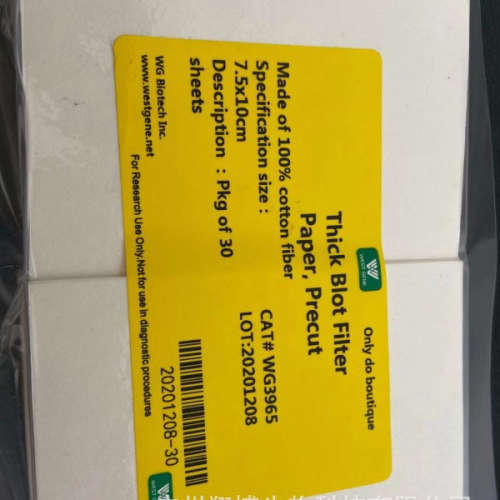 WEST GENE
Only do boutique
Thick Blot Filter
Paper, Precut
Made of 100% cotton fiber
Specification size :
7.5x10cm
Description : Pkg of 30
sheets
CAT# WG3965
LOT:20201208
WG Biotech Inc.
www.westgene.net
For Research Use Only.Not for use in diagnostic procedures
20201208-30